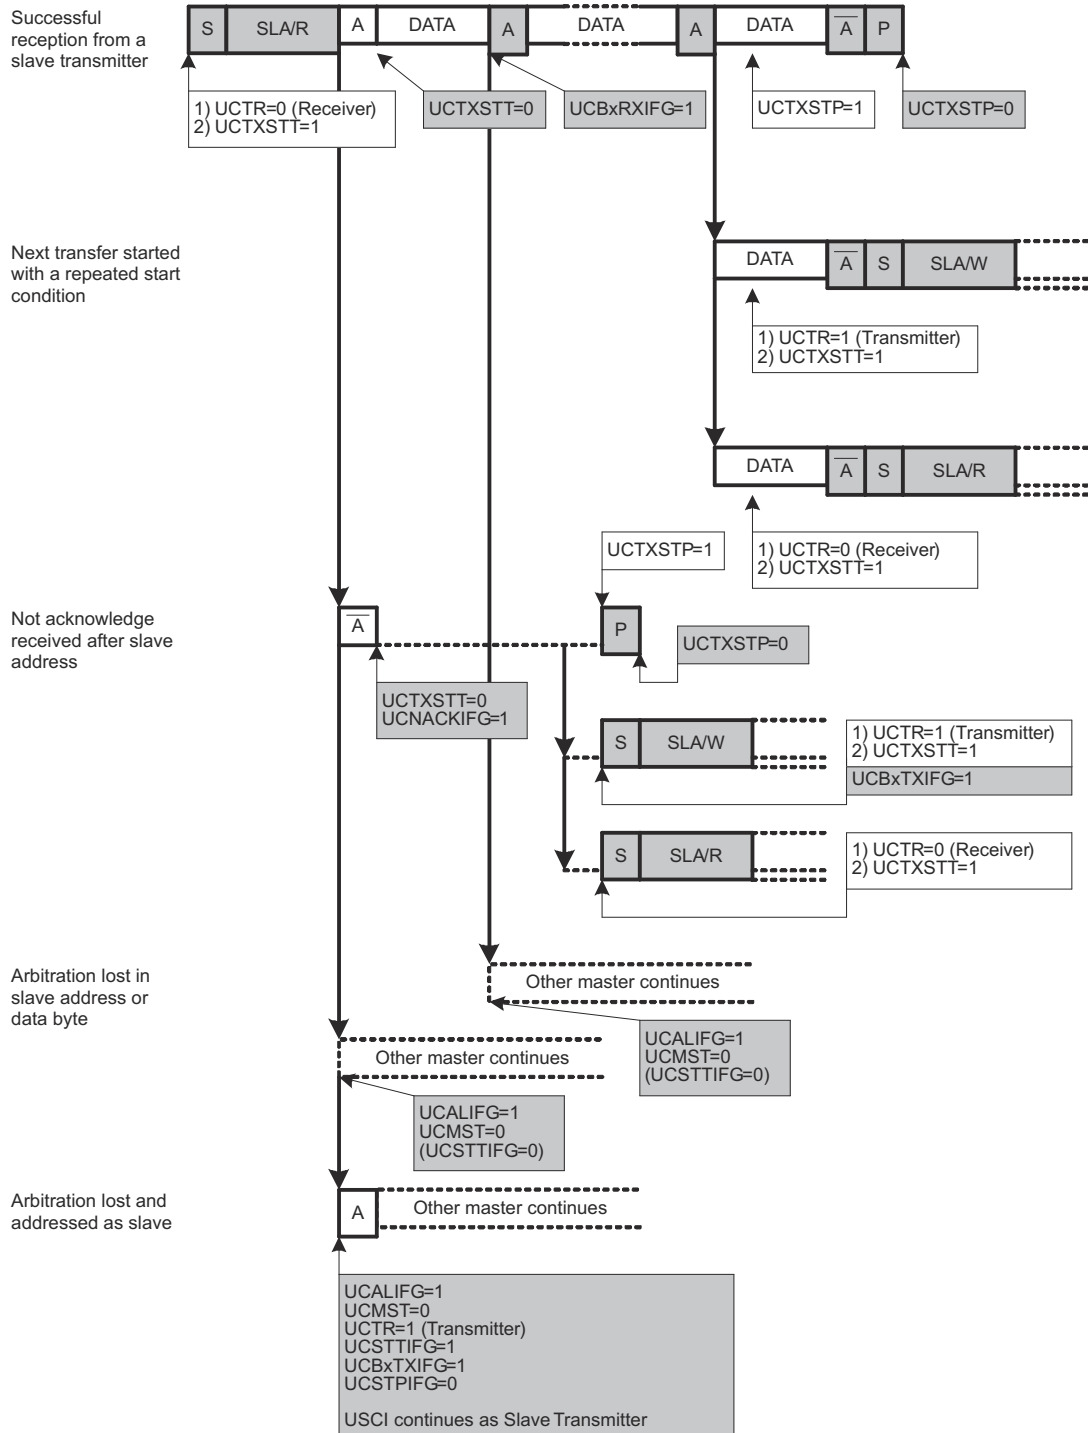 Successful
reception from a
slave transmitter
S SLA/R A DATA A DATA A DATA A P
1) UCTR=0 (Receiver)
2) UCTXSTT=1
UCTXSTT=0
UCBxRXIFG=1
UCTXSTP=1
UCTXSTP=0
Next transfer started
with a repeated start
condition
DATA A S SLA/W
1) UCTR=1 (Transmitter)
2) UCTXSTT=1
DATA A S SLA/R
1) UCTR=0 (Receiver)
2) UCTXSTT=1
UCTXSTP=1
Not acknowledge
received after slave
address
A P
UCTXSTP=0
UCTXSTT=0
UCNACKIFG=1
S SLA/W
1) UCTR=1 (Transmitter)
2) UCTXSTT=1
UCBxTXIFG=1
S SLA/R
1) UCTR=0 (Receiver)
2) UCTXSTT=1
Arbitration lost in
slave address or
data byte
Other master continues
UCALIFG=1
UCMST=0
(UCSTTIFG=0)
Other master continues
UCALIFG=1
UCMST=0
(UCSTTIFG=0)
Arbitration lost and
addressed as slave
A Other master continues
UCALIFG=1
UCMST=0
UCTR=1 (Transmitter)
UCSTTIFG=1
UCBxTXIFG=1
UCSTPIFG=0
USCI continues as Slave Transmitter